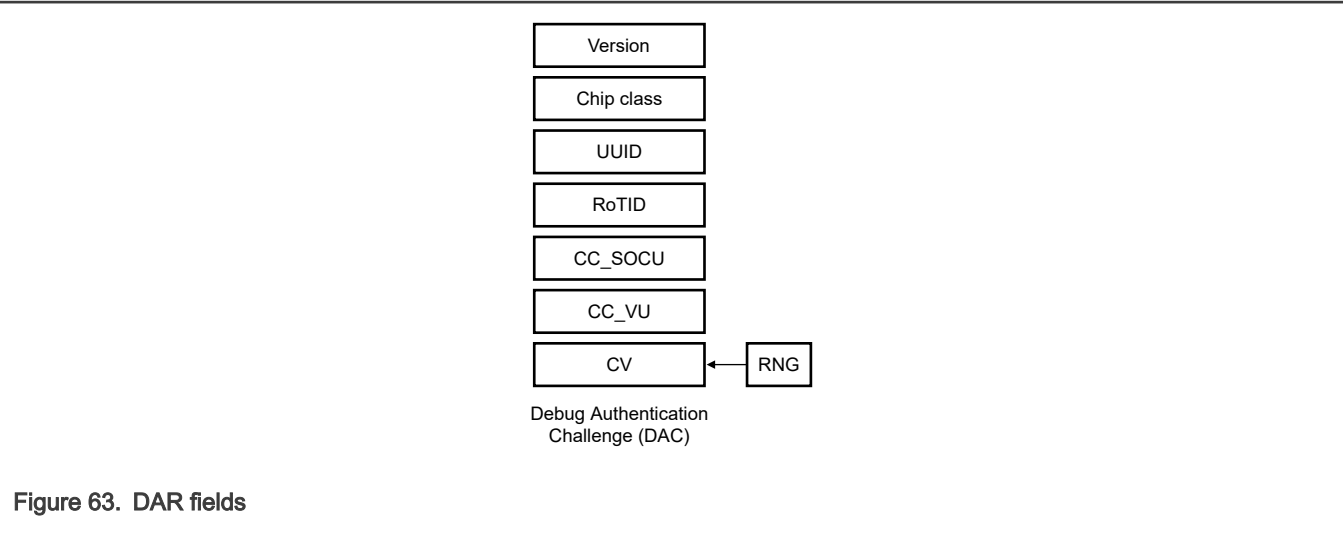 Version
Chip class
UUID
RoTID
CC_SOCU
CC_VU
CV
RNG
Debug Authentication
Challenge (DAC)
Figure 63. DAR fields